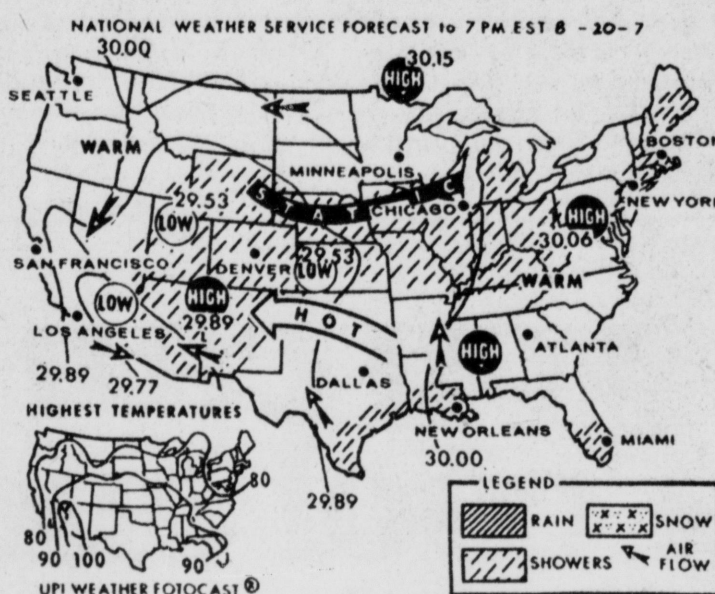 NATIONAL WEATHER SERVICE FORECAST to 7 PM EST 8 - 20 - 7
30.00
30.15
HIGH
SEATTLE
WARM
BOSTON
MINNEAPOLIS
29.53
STATIC
CHICAGO
NEW YORK
LOW
HIGH
30.06
29.53
SAN FRANCISCO
DENVER
LOW
WARM
LOW
HIGH
29.89
HOT
LOS ANGELES
HIGH
ATLANTA
29.89
29.77
DALLAS
HIGHEST TEMPERATURES
NEW ORLEANS
MIAMI
30.00
29.89
80
80
90
100
90
LEGEND
RAIN
SNOW
SHOWERS
AIR
FLOW
UPI WEATHER FOTOCAST ®